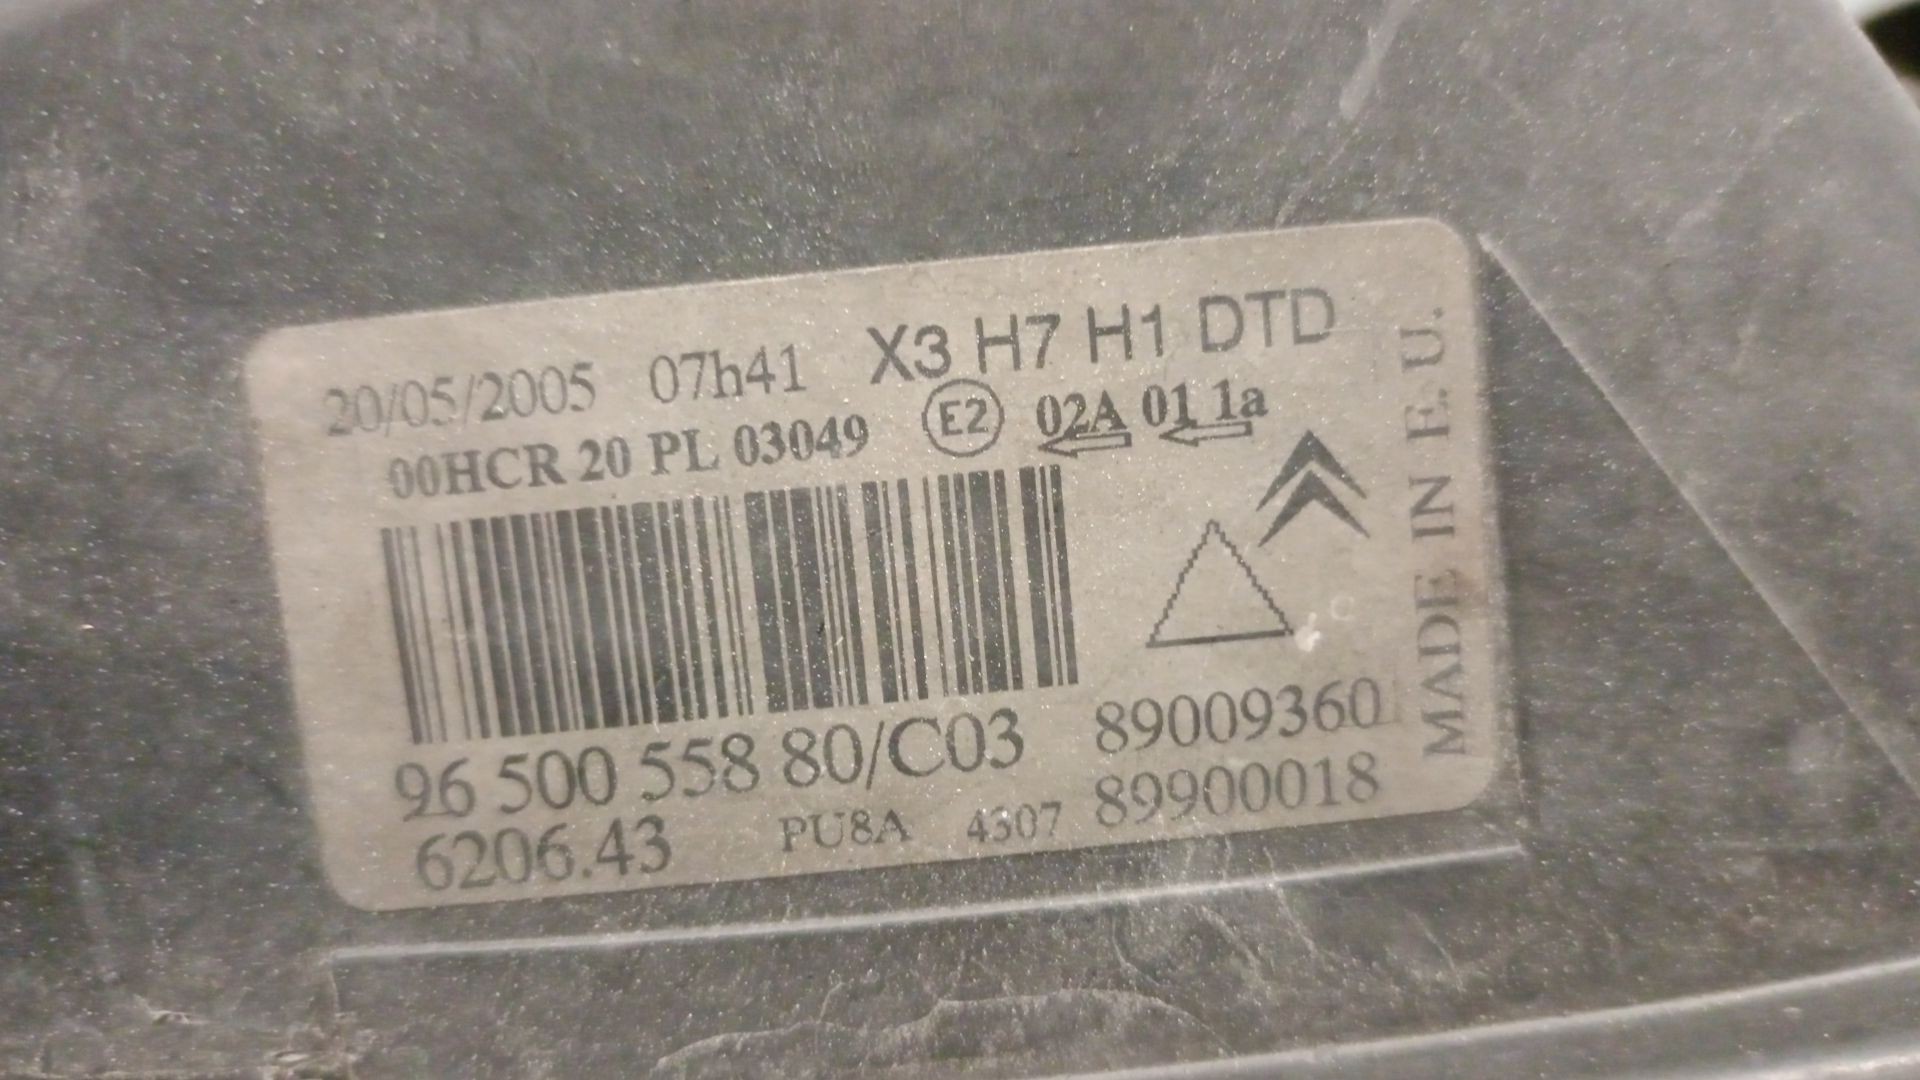 20/05/2005 07h41 X3 H7 H1 DTD
00HCR 20 PL 03049 E2 02A 01 1a
96 500 558 80/C03 89009360
6206.43 PU8A 4307 89900018
MADE IN E.U.